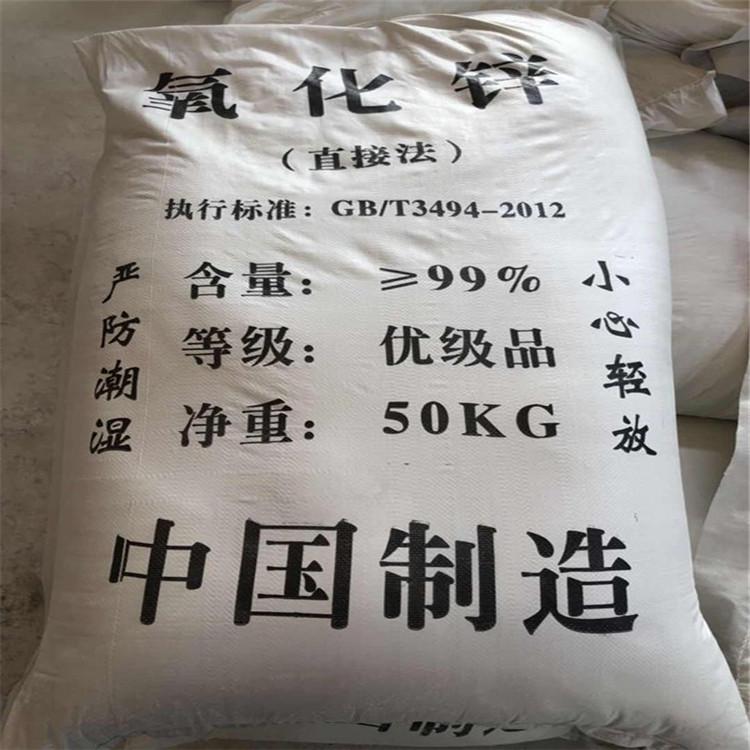 氧化锌
（直接法）
执行标准：GB/T3494-2012
严防潮湿
含量：≥99%
等级：优级品
净重：50KG
小心轻放
中国制造